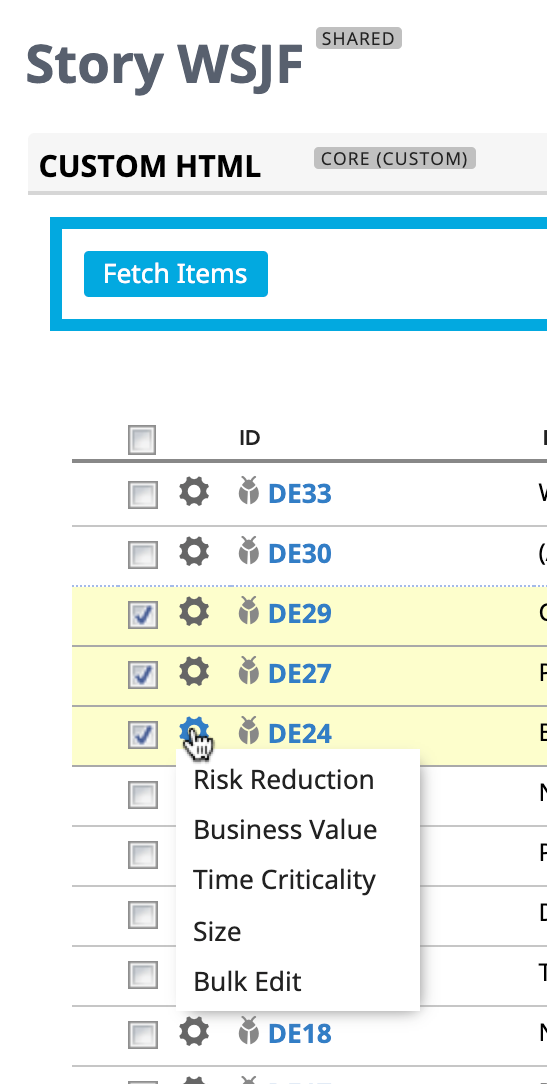 Story WSJF SHARED
CUSTOM HTML CORE (CUSTOM)
Fetch Items
ID
DE33
DE30
DE29
DE27
DE24
Risk Reduction
Business Value
Time Criticality
Size
Bulk Edit
DE18